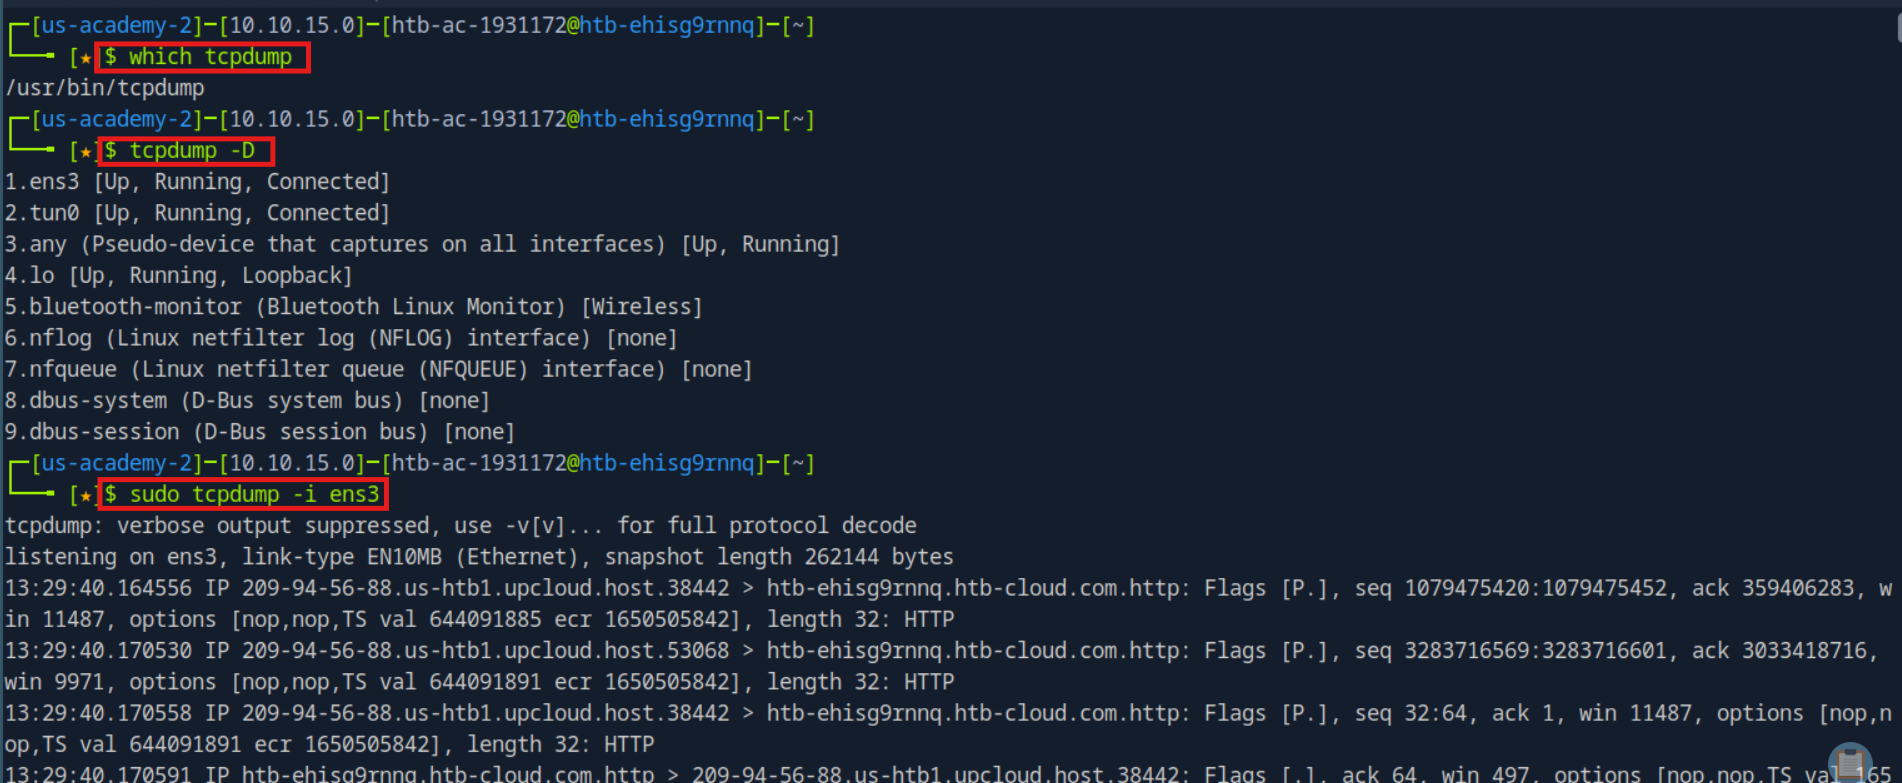 [us-academy-2]─[10.10.15.0]─[htb-ac-1931172@htb-ehisg9rnnq]─[~]
[★]$ which tcpdump
/usr/bin/tcpdump
[us-academy-2]─[10.10.15.0]─[htb-ac-1931172@htb-ehisg9rnnq]─[~]
[★]$ tcpdump -D
1.ens3 [Up, Running, Connected]
2.tun0 [Up, Running, Connected]
3.any (Pseudo-device that captures on all interfaces) [Up, Running]
4.lo [Up, Running, Loopback]
5.bluetooth-monitor (Bluetooth Linux Monitor) [Wireless]
6.nflog (Linux netfilter log (NFLOG) interface) [none]
7.nfqueue (Linux netfilter queue (NFQUEUE) interface) [none]
8.dbus-system (D-Bus system bus) [none]
9.dbus-session (D-Bus session bus) [none]
[us-academy-2]─[10.10.15.0]─[htb-ac-1931172@htb-ehisg9rnnq]─[~]
[★]$ sudo tcpdump -i ens3
tcpdump: verbose output suppressed, use -v[v]... for full protocol decode
listening on ens3, link-type EN10MB (Ethernet), snapshot length 262144 bytes
13:29:40.164556 IP 209-94-56-88.us-htb1.upcloud.host.38442 > htb-ehisg9rnnq.htb-cloud.com.http: Flags [P.], seq 1079475420:1079475452, ack 359406283, w
in 11487, options [nop,nop,TS val 644091885 ecr 1650505842], length 32: HTTP
13:29:40.170530 IP 209-94-56-88.us-htb1.upcloud.host.53068 > htb-ehisg9rnnq.htb-cloud.com.http: Flags [P.], seq 3283716569:3283716601, ack 3033418716,
win 9971, options [nop,nop,TS val 644091891 ecr 1650505842], length 32: HTTP
13:29:40.170558 IP 209-94-56-88.us-htb1.upcloud.host.38442 > htb-ehisg9rnnq.htb-cloud.com.http: Flags [P.], seq 32:64, ack 1, win 11487, options [nop,n
op,TS val 644091891 ecr 1650505842], length 32: HTTP
13:29:40.170591 IP htb-ehisg9rnnq.htb-cloud.com.http > 209-94-56-88.us-htb1.upcloud.host.38442: Flags [.], ack 64, win 497, options [nop,nop,TS val